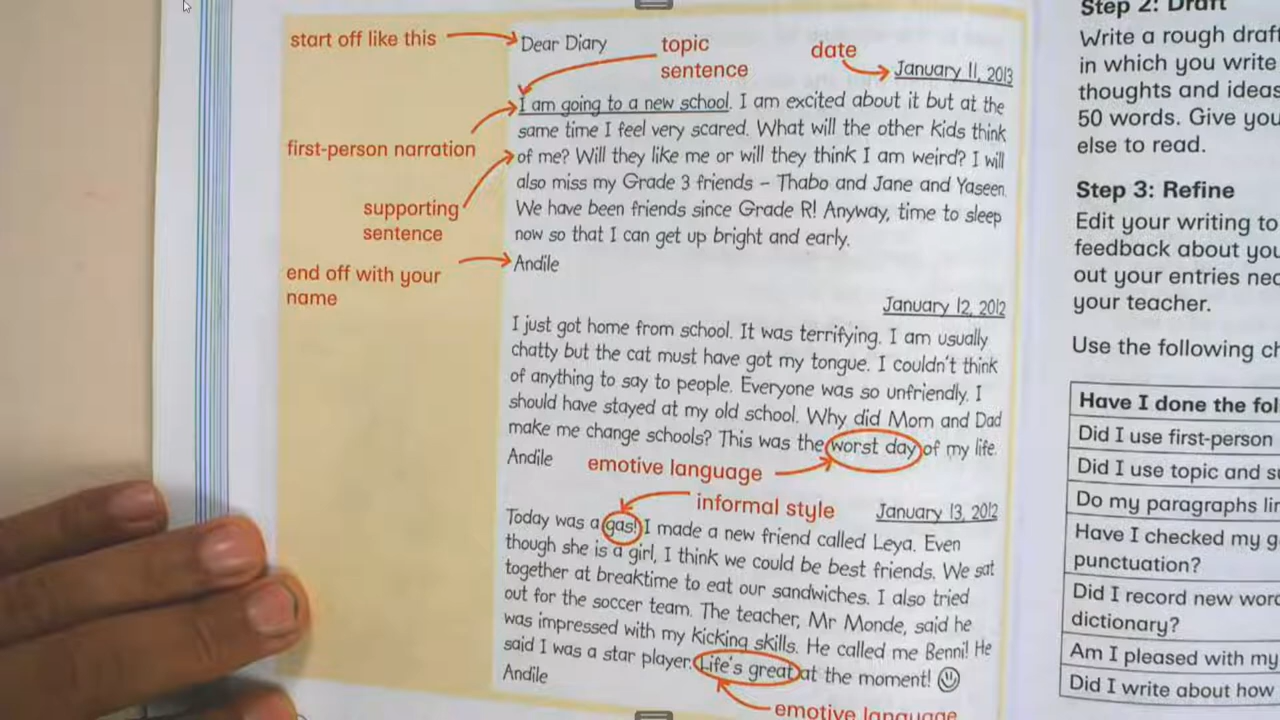 start off like this
Dear Diary
topic
sentence
date
January 11, 2013
I am going to a new school. I am excited about it but at the
same time I feel very scared. What will the other kids think
first-person narration
of me? Will they like me or will they think I am weird? I will
also miss my Grade 3 friends – Thabo and Jane and Yaseen.
We have been friends since Grade R! Anyway, time to sleep
now so that I can get up bright and early.
supporting
sentence
Andile
end off with your
name
January 12, 2012
I just got home from school. It was terrifying. I am usually
chatty but the cat must have got my tongue. I couldn't think
of anything to say to people. Everyone was so unfriendly. I
should have stayed at my old school. Why did Mom and Dad
make me change schools? This was the worst day of my life.
Andile
emotive language
informal style
January 13, 2012
Today was a gas! I made a new friend called Leya. Even
though she is a girl, I think we could be best friends. We sat
together at breaktime to eat our sandwiches. I also tried
out for the soccer team. The teacher, Mr Monde, said he
was impressed with my kicking skills. He called me Benni! He
said I was a star player. Life's great at the moment!
Andile
emotive language
Step 2: Draft
Write a rough draft
in which you write
thoughts and ideas
50 words. Give
else to read.
Step 3: Refine
Edit your writing to
feedback about
out your entries
your teacher.
Use the following
Have I done the
Did I use first-person
Did I use topic and
Do my paragraphs
Have I checked my
punctuation?
Did I record new
dictionary?
Am I pleased with my
Did I write about how